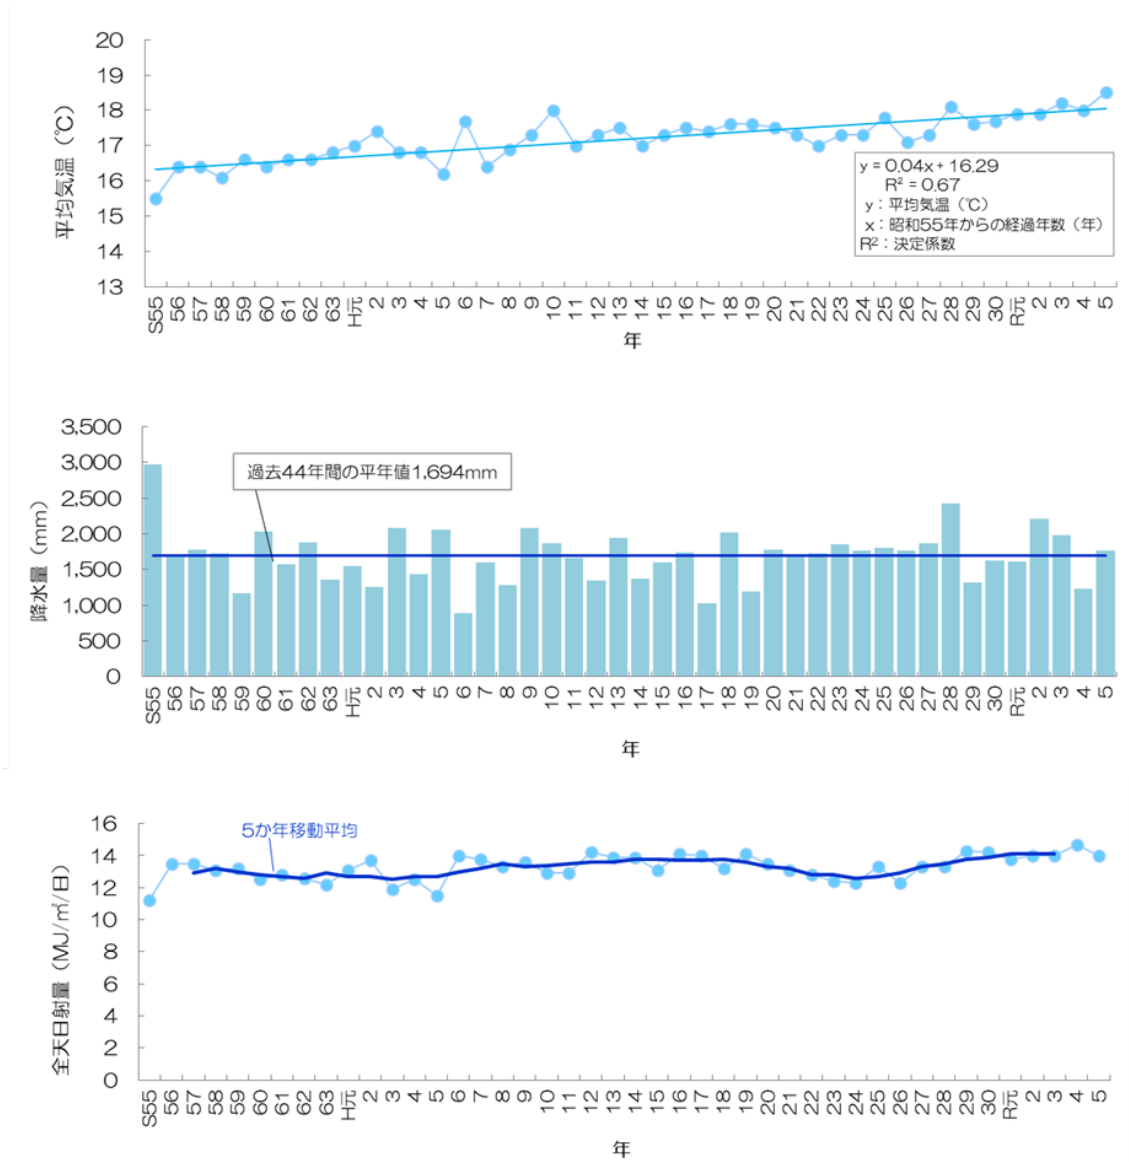 20
19
18
17
16
15
14
13
平均気温（℃）
y = 0.04x + 16.29
R² = 0.67
y：平均気温（℃）
x：昭和55年からの経過年数（年）
R²：決定係数
S55 56 57 58 59 60 61 62 63 H元 2 3 4 5 6 7 8 9 10 11 12 13 14 15 16 17 18 19 20 21 22 23 24 25 26 27 28 29 30 R元 2 3 4 5
年
3,500
3,000
2,500
2,000
1,500
1,000
500
0
降水量（mm）
過去44年間の平年値1,694mm
S55 56 57 58 59 60 61 62 63 H元 2 3 4 5 6 7 8 9 10 11 12 13 14 15 16 17 18 19 20 21 22 23 24 25 26 27 28 29 30 R元 2 3 4 5
年
16
14
12
10
8
6
4
2
0
全天日射量（MJ/㎡/日）
5か年移動平均
S55 56 57 58 59 60 61 62 63 H元 2 3 4 5 6 7 8 9 10 11 12 13 14 15 16 17 18 19 20 21 22 23 24 25 26 27 28 29 30 R元 2 3 4 5
年